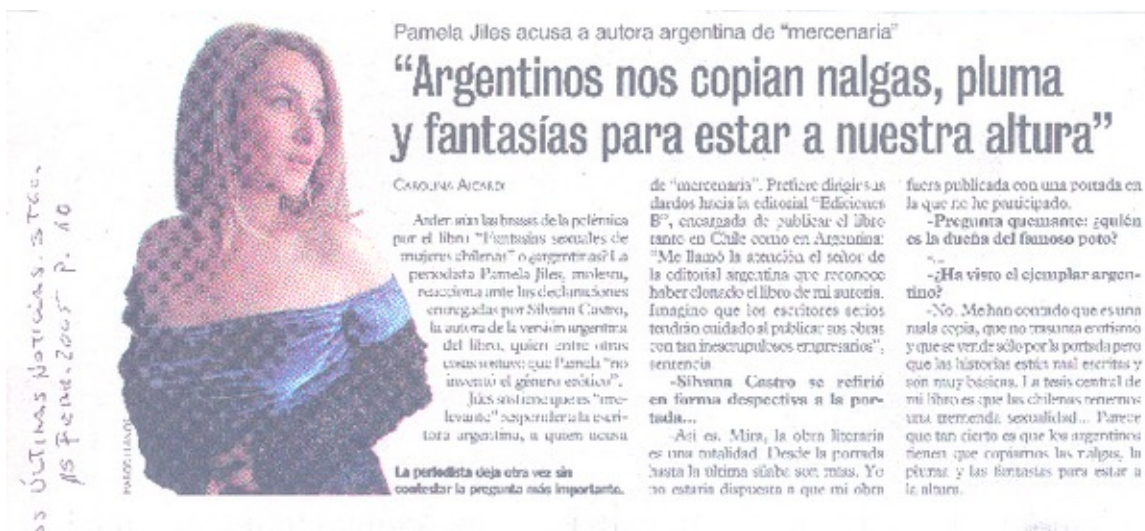 Pamela Jiles acusa a autora argentina de “mercenaria”
“Argentinos nos copian nalgas, pluma
y fantasías para estar a nuestra altura”
CAROLINA AICARDI
Arden aún las brasas de la polémica
por el libro “Fantasías sexuales de
mujeres chilenas” o ¿argentinas? La
periodista Pamela Jiles, molesta,
reacciona ante las declaraciones
entregadas por Silvana Castro,
la autora de la versión argentina
del libro, quien entre otras
cosas sostuvo que Pamela “no
inventó el género erótico”.
Jiles sostiene que es “irre-
levante” responder a la escri-
tora argentina, a quien acusa
La periodista deja otra vez sin
contestar la pregunta más importante.
de “mercenaria”. Prefiere dirigir sus
dardos hacia la editorial “Ediciones
B”, encargada de publicar el libro
tanto en Chile como en Argentina:
“Me llamó la atención el señor de
la editorial argentina que reconoce
haber clonado el libro de mi autoría.
Imagino que los escritores serios
tendrán cuidado al publicar sus obras
con tan inescrupulosos empresarios”,
sentencia
-Silvana Castro se refirió
en forma despectiva a la por-
tada...
-Así es. Mira, la obra literaria
es una totalidad. Desde la portada
hasta la última sílaba son mías. Yo
no estaría dispuesta a que mi obra
fuera publicada con una portada en
la que no he participado.
-Pregunta quemante: ¿quién
es la dueña del famoso poto?
-...
-¿Ha visto el ejemplar argen-
tino?
-No. Me han contado que es una
mala copia, que no trasunta erotismo
y que se vende sólo por la portada pero
que las historias están mal escritas y
son muy básicas. La tesis central de
mi libro es que las chilenas tenemos
una tremenda sexualidad... Parece
que tan cierto es que los argentinos
tienen que copiarnos las nalgas, la
pluma y las fantasías para estar a
la altura.
Últimas Noticias. STGO.
p. 10